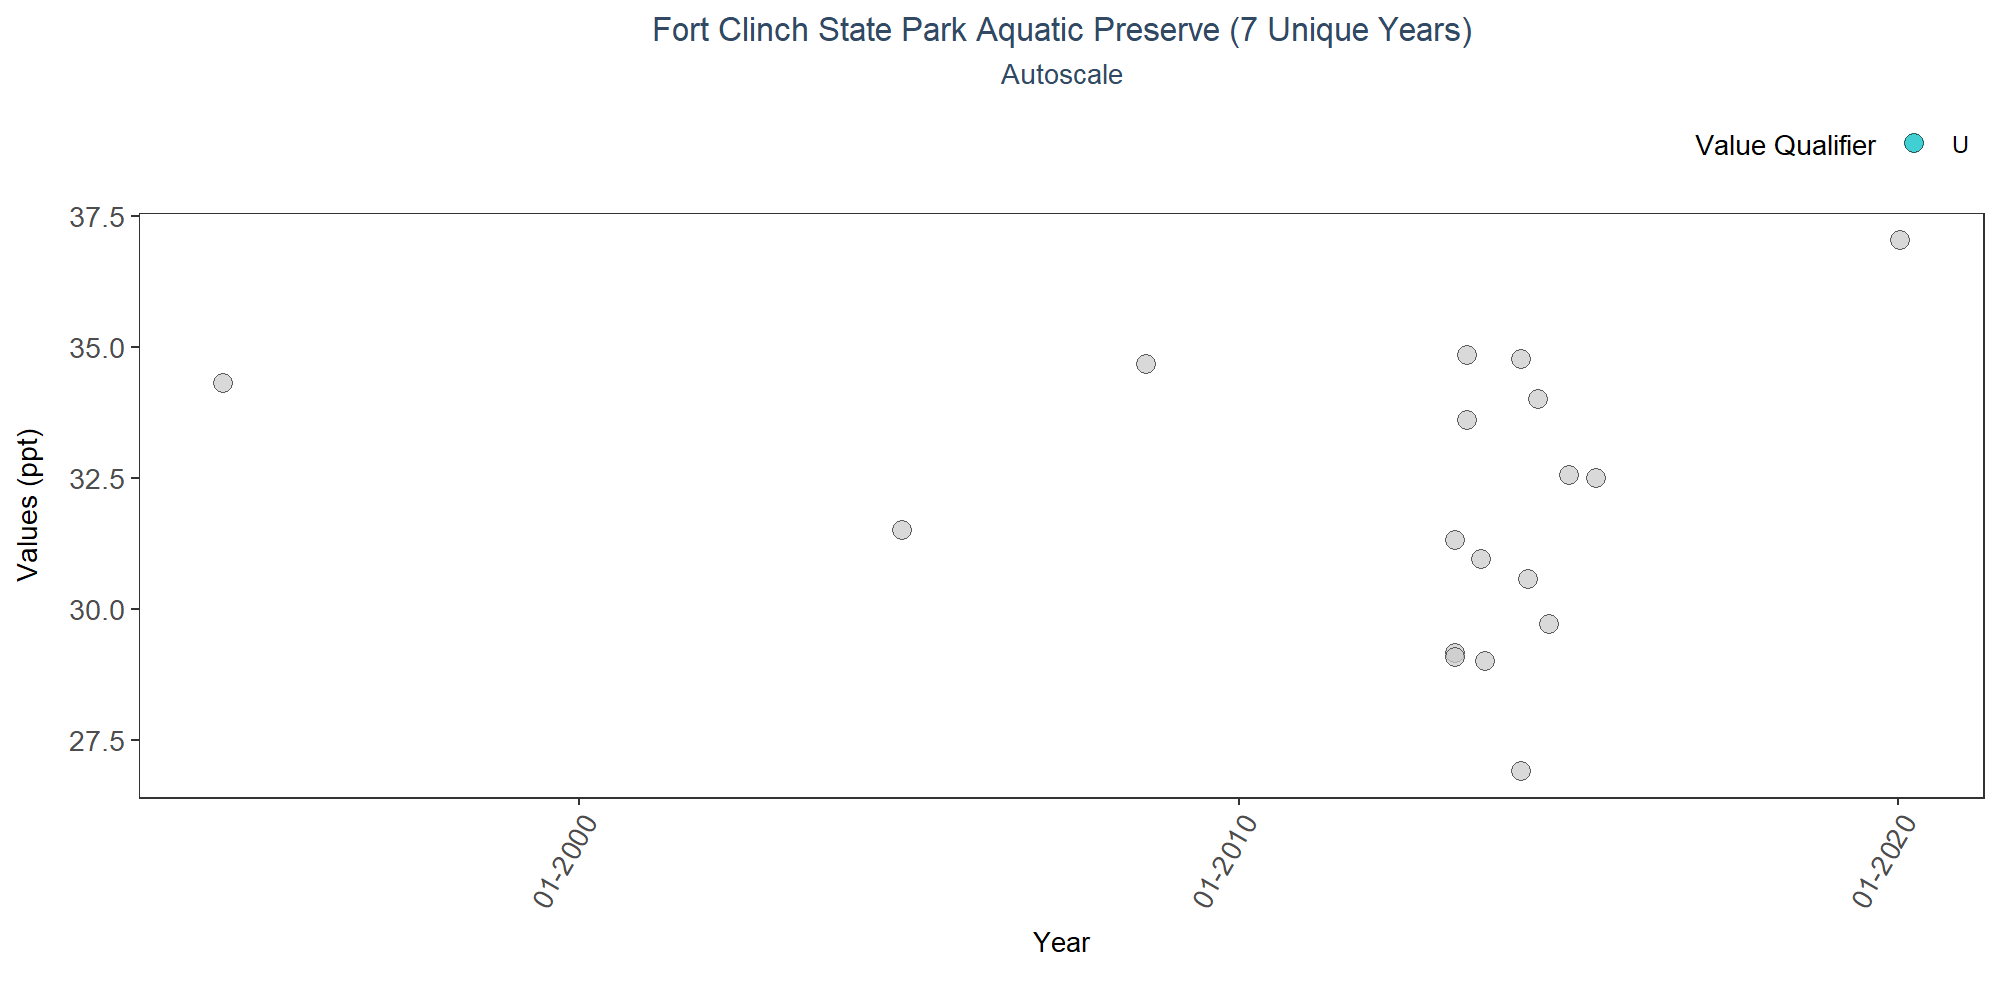 Fort Clinch State Park Aquatic Preserve (7 Unique Years)
Autoscale
Value Qualifier U
37.5
35.0
32.5
30.0
27.5
Values (ppt)
01-2000
01-2010
01-2020
Year